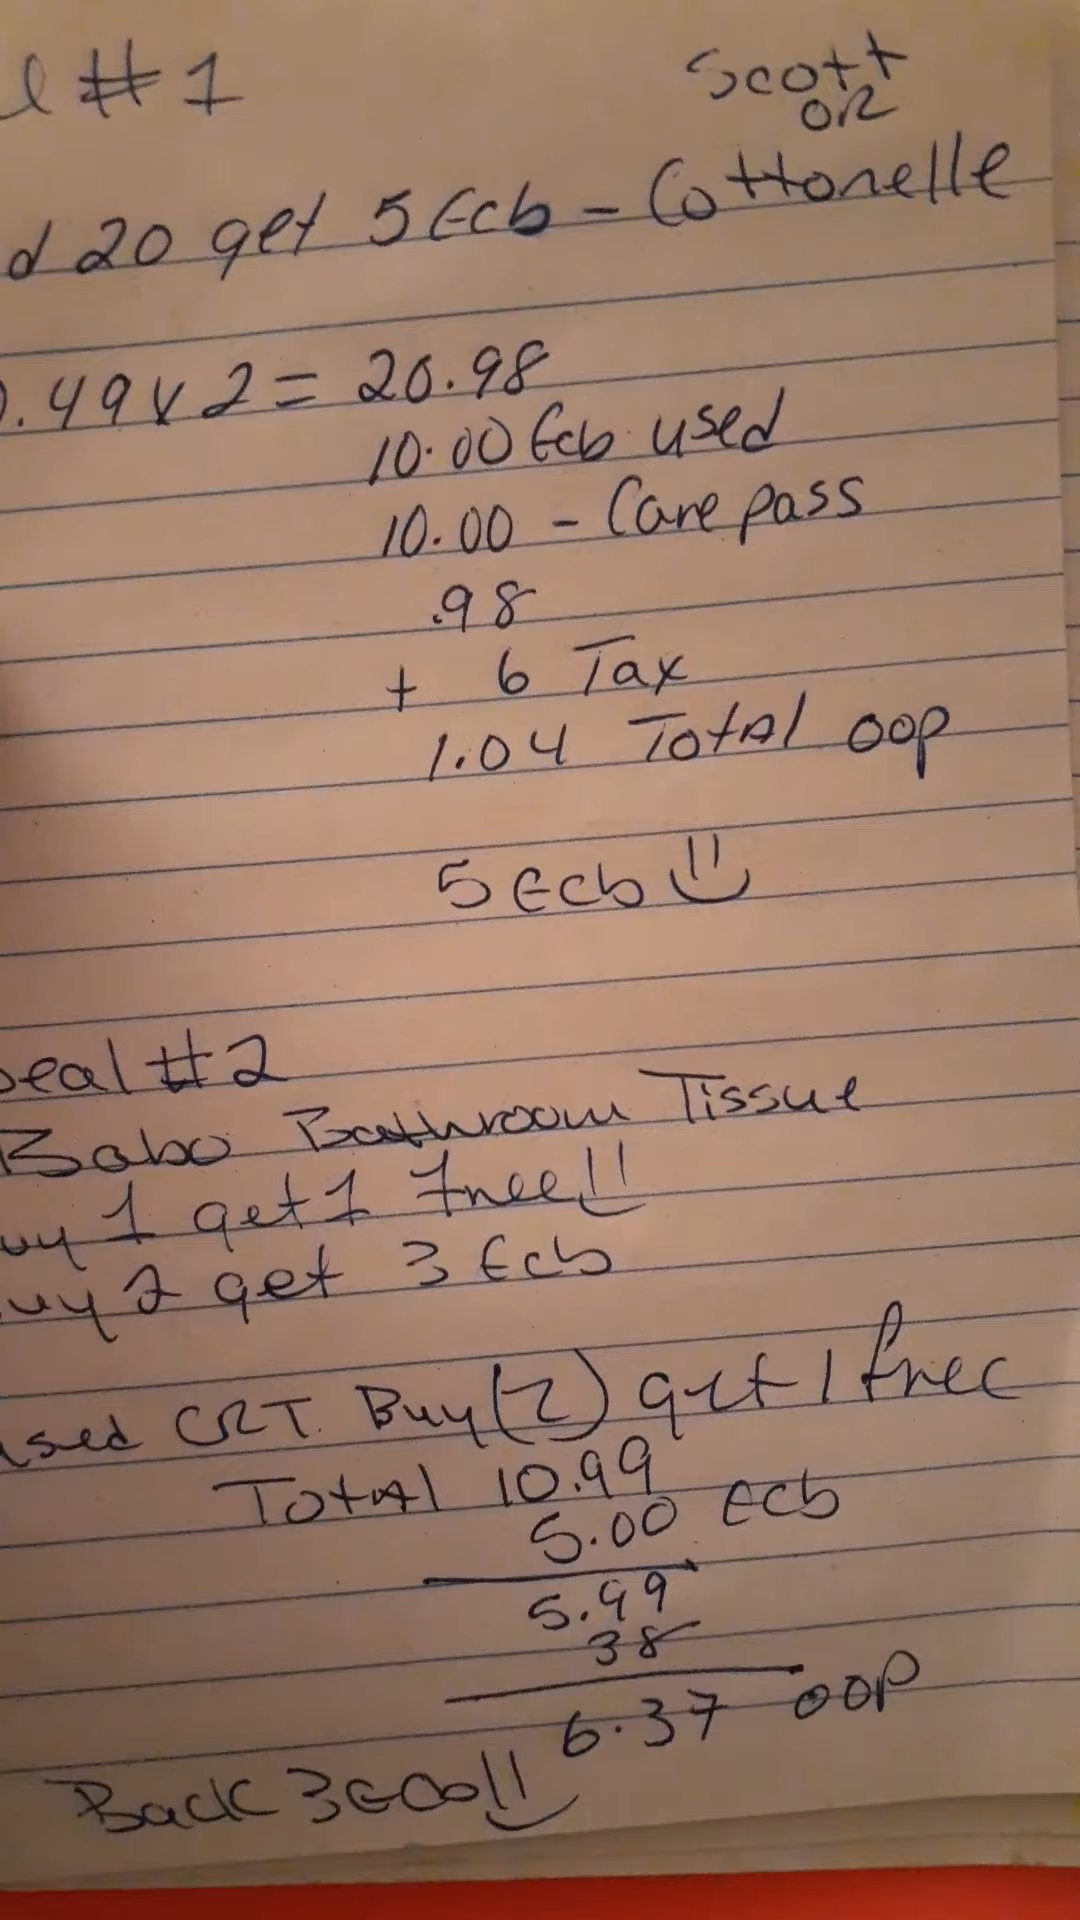 l #1
Scott
or
d 20 get 5 Ecb - Cottonelle
.49 x 2 = 20.98
10.00 Ecb used
10.00 - Care pass
.98
+ 6 Tax
1.04 Total oop
5 Ecb
Deal #2
Babo Bathroom Tissue
uy 1 get 1 free!!
uy 2 get 3 Ecb
used CRT Buy (2) get 1 free
Total 10.99
5.00 Ecb
5.99
38
6.37 oop
Back 3 Ecb!!